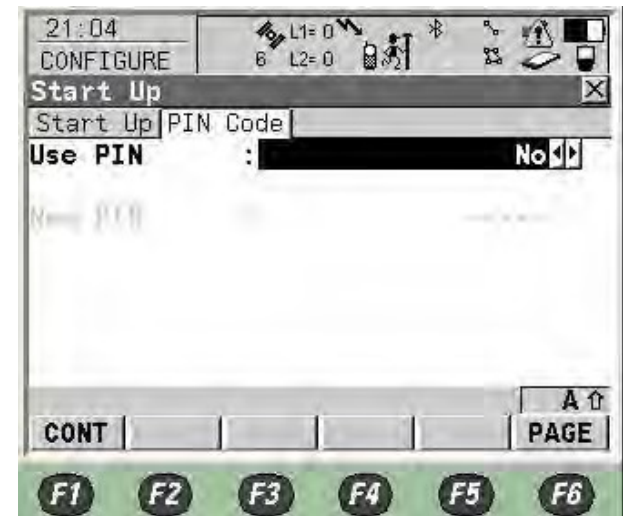 21:04 L1= 0
CONFIGURE 6 L2= 0
Start Up
Start Up PIN Code
Use PIN : No
New PIN : -----
A
CONT PAGE
F1 F2 F3 F4 F5 F6